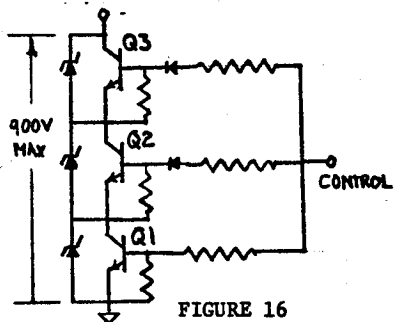 Q3
900V
MAX
Q2
CONTROL
Q1
FIGURE 16